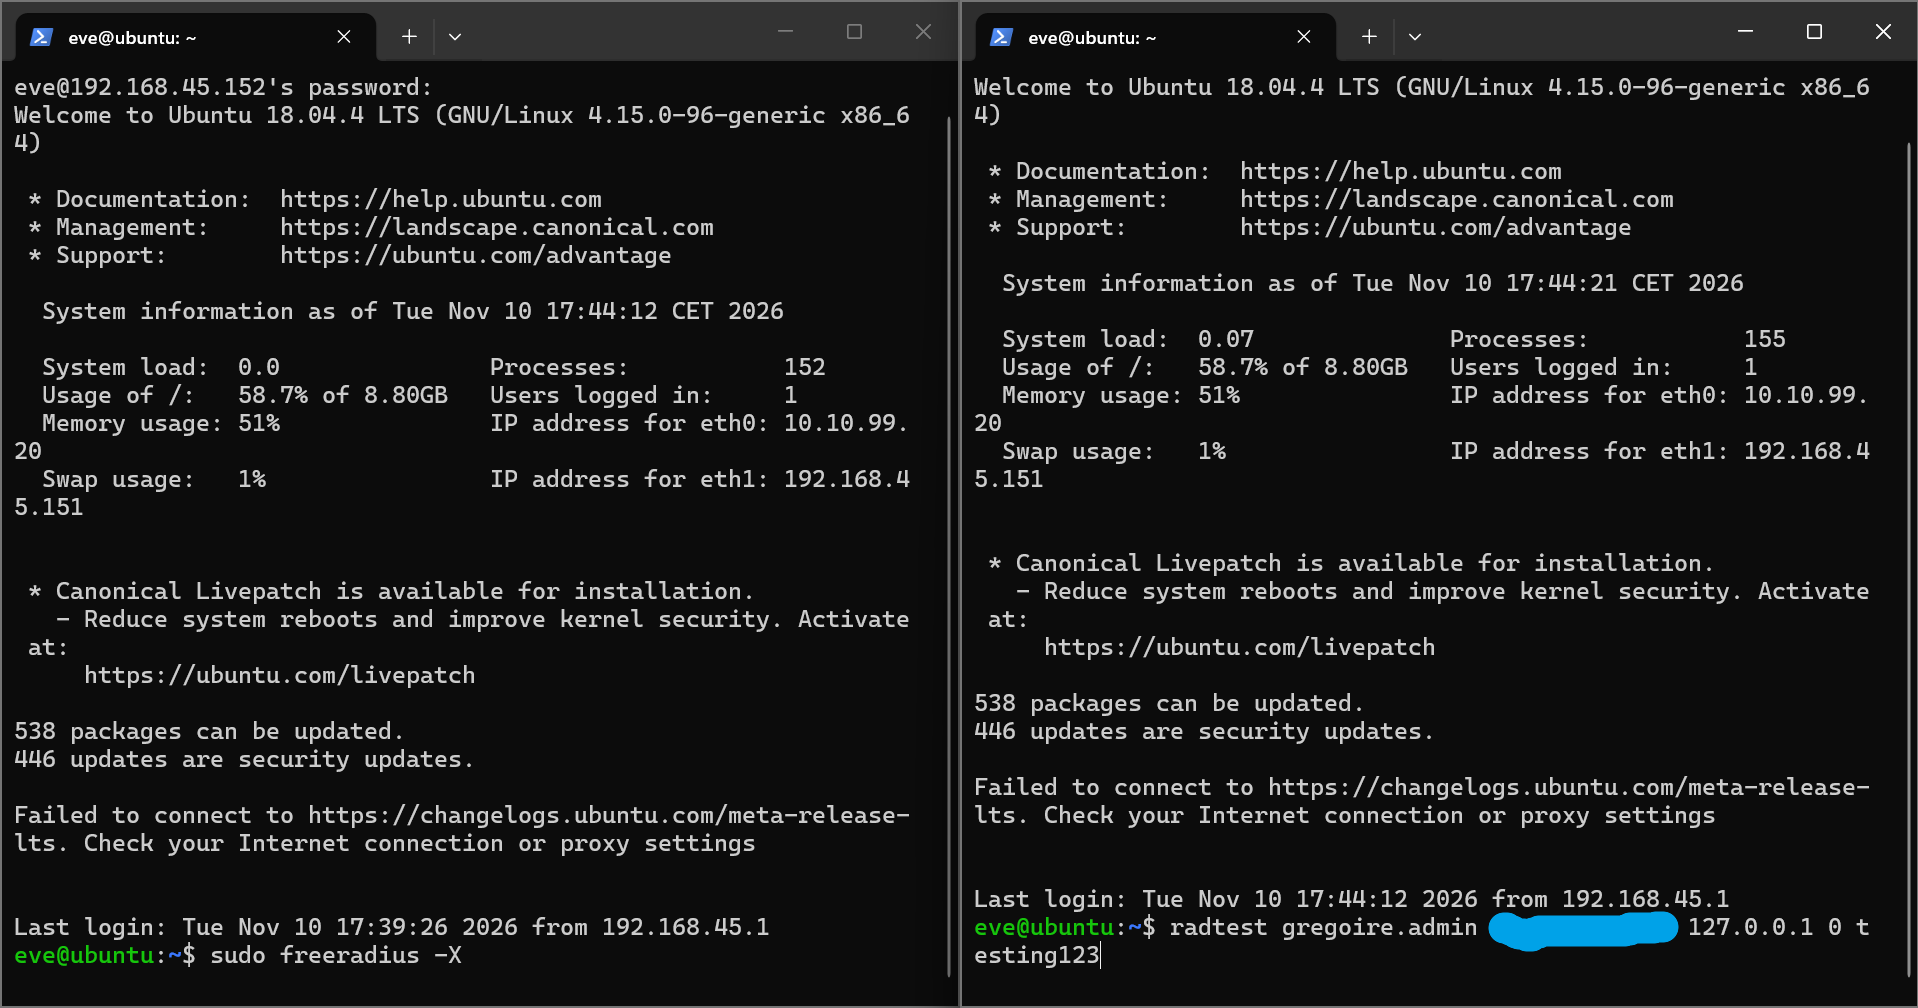 eve@ubuntu: ~
eve@192.168.45.152's password:
Welcome to Ubuntu 18.04.4 LTS (GNU/Linux 4.15.0-96-generic x86_6
4)
* Documentation:  https://help.ubuntu.com
* Management:     https://landscape.canonical.com
* Support:        https://ubuntu.com/advantage
System information as of Tue Nov 10 17:44:12 CET 2026
System load:  0.0               Processes:           152
Usage of /:   58.7% of 8.80GB   Users logged in:     1
Memory usage: 51%               IP address for eth0: 10.10.99.
20
Swap usage:   1%                IP address for eth1: 192.168.4
5.151
* Canonical Livepatch is available for installation.
- Reduce system reboots and improve kernel security. Activate
at:
https://ubuntu.com/livepatch
538 packages can be updated.
446 updates are security updates.
Failed to connect to https://changelogs.ubuntu.com/meta-release-
lts. Check your Internet connection or proxy settings
Last login: Tue Nov 10 17:39:26 2026 from 192.168.45.1
eve@ubuntu:~$ sudo freeradius -X
eve@ubuntu: ~
Welcome to Ubuntu 18.04.4 LTS (GNU/Linux 4.15.0-96-generic x86_6
4)
* Documentation:  https://help.ubuntu.com
* Management:     https://landscape.canonical.com
* Support:        https://ubuntu.com/advantage
System information as of Tue Nov 10 17:44:21 CET 2026
System load:  0.07              Processes:           155
Usage of /:   58.7% of 8.80GB   Users logged in:     1
Memory usage: 51%               IP address for eth0: 10.10.99.
20
Swap usage:   1%                IP address for eth1: 192.168.4
5.151
* Canonical Livepatch is available for installation.
- Reduce system reboots and improve kernel security. Activate
at:
https://ubuntu.com/livepatch
538 packages can be updated.
446 updates are security updates.
Failed to connect to https://changelogs.ubuntu.com/meta-release-
lts. Check your Internet connection or proxy settings
Last login: Tue Nov 10 17:44:12 2026 from 192.168.45.1
eve@ubuntu:~$ radtest gregoire.admin 127.0.0.1 0 t
esting123